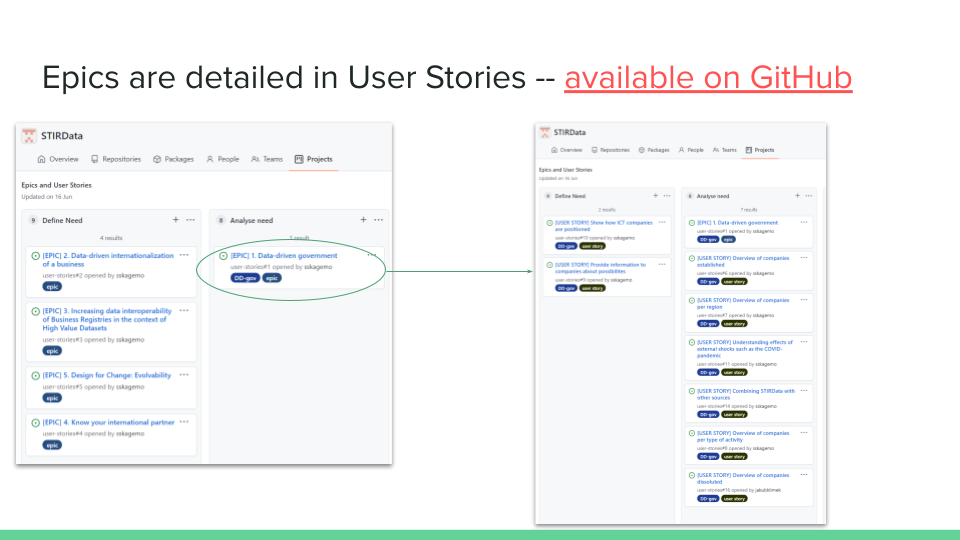 Epics are detailed in User Stories -- available on GitHub
STIRData
Overview Repositories Packages People Teams Projects
Epics and User Stories
Updated on 16 Jun
9 Define Need
4 results
[EPIC] 2. Data-driven internationalization
of a business
user-stories#2 opened by sskagemo
epic
[EPIC] 3. Increasing data interoperability
of Business Registries in the context of
High Value Datasets
user-stories#3 opened by sskagemo
epic
[EPIC] 5. Design for Change: Evolvability
user-stories#5 opened by sskagemo
epic
[EPIC] 4. Know your international partner
user-stories#4 opened by sskagemo
epic
8 Analyse need
1 result
[EPIC] 1. Data-driven government
user-stories#1 opened by sskagemo
DD-gov epic
STIRData
Overview Repositories Packages People Teams Projects
Epics and User Stories
Updated on 16 Jun
Define Need
2 results
[USER STORY] Show how ICT companies
are positioned
user-stories#10 opened by sskagemo
DD-gov user story
[USER STORY] Provide information to
companies about possibilites
user-stories#9 opened by sskagemo
DD-gov user story
Analyse need
7 results
[EPIC] 1. Data-driven government
user-stories#1 opened by sskagemo
DD-gov epic
[USER STORY] Overview of companies
established
user-stories#6 opened by sskagemo
DD-gov user story
[USER STORY] Overview of companies
per region
user-stories#7 opened by sskagemo
DD-gov user story
[USER STORY] Understanding effects of
external shocks such as the COVID-
pandemic
user-stories#11 opened by sskagemo
DD-gov user story
[USER STORY] Combining STIRData with
other sources
user-stories#14 opened by sskagemo
DD-gov user story
[USER STORY] Overview of companies
per type of activity
user-stories#8 opened by sskagemo
DD-gov user story
[USER STORY] Overview of companies
dissoluted
user-stories#16 opened by jakubklimek
DD-gov user story